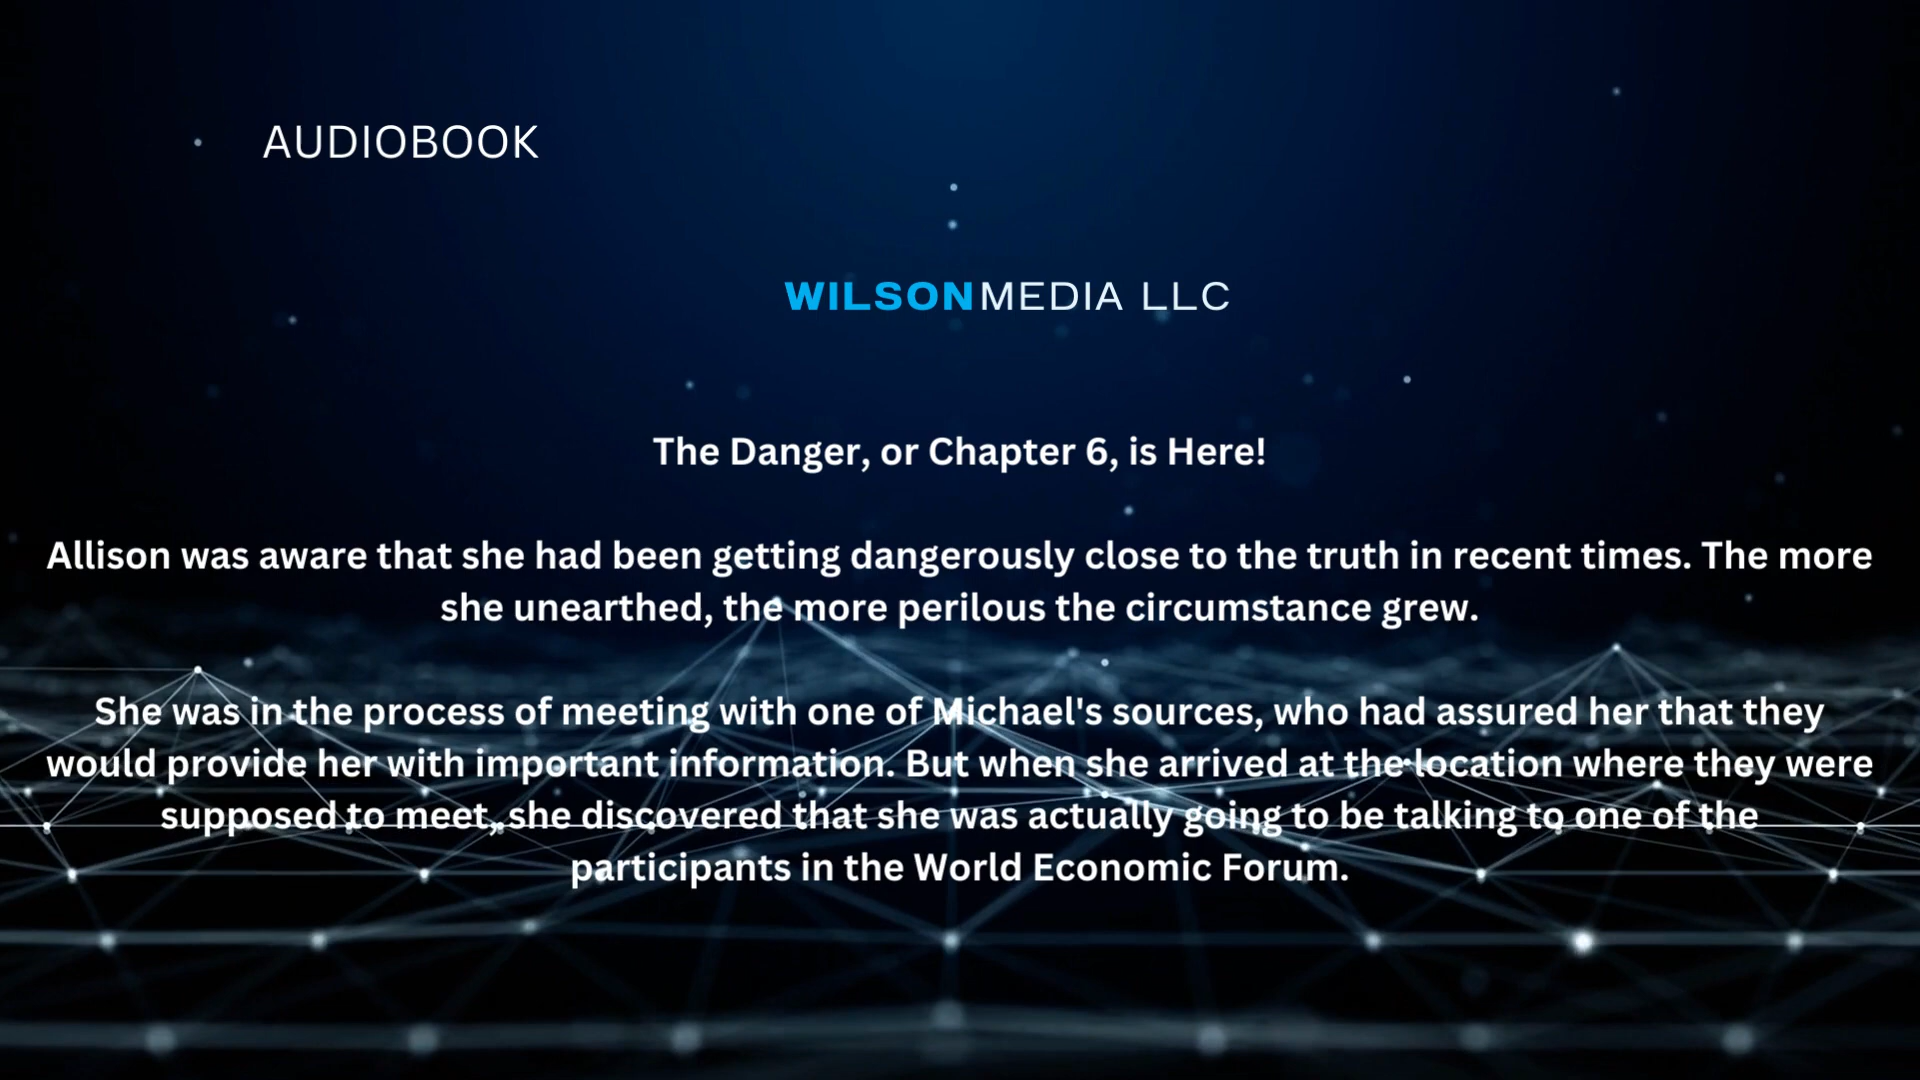 AUDIOBOOK
WILSONMEDIA LLC
The Danger, or Chapter 6, is Here!
Allison was aware that she had been getting dangerously close to the truth in recent times. The more
she unearthed, the more perilous the circumstance grew.
She was in the process of meeting with one of Michael's sources, who had assured her that they
would provide her with important information. But when she arrived at the location where they were
supposed to meet, she discovered that she was actually going to be talking to one of the
participants in the World Economic Forum.